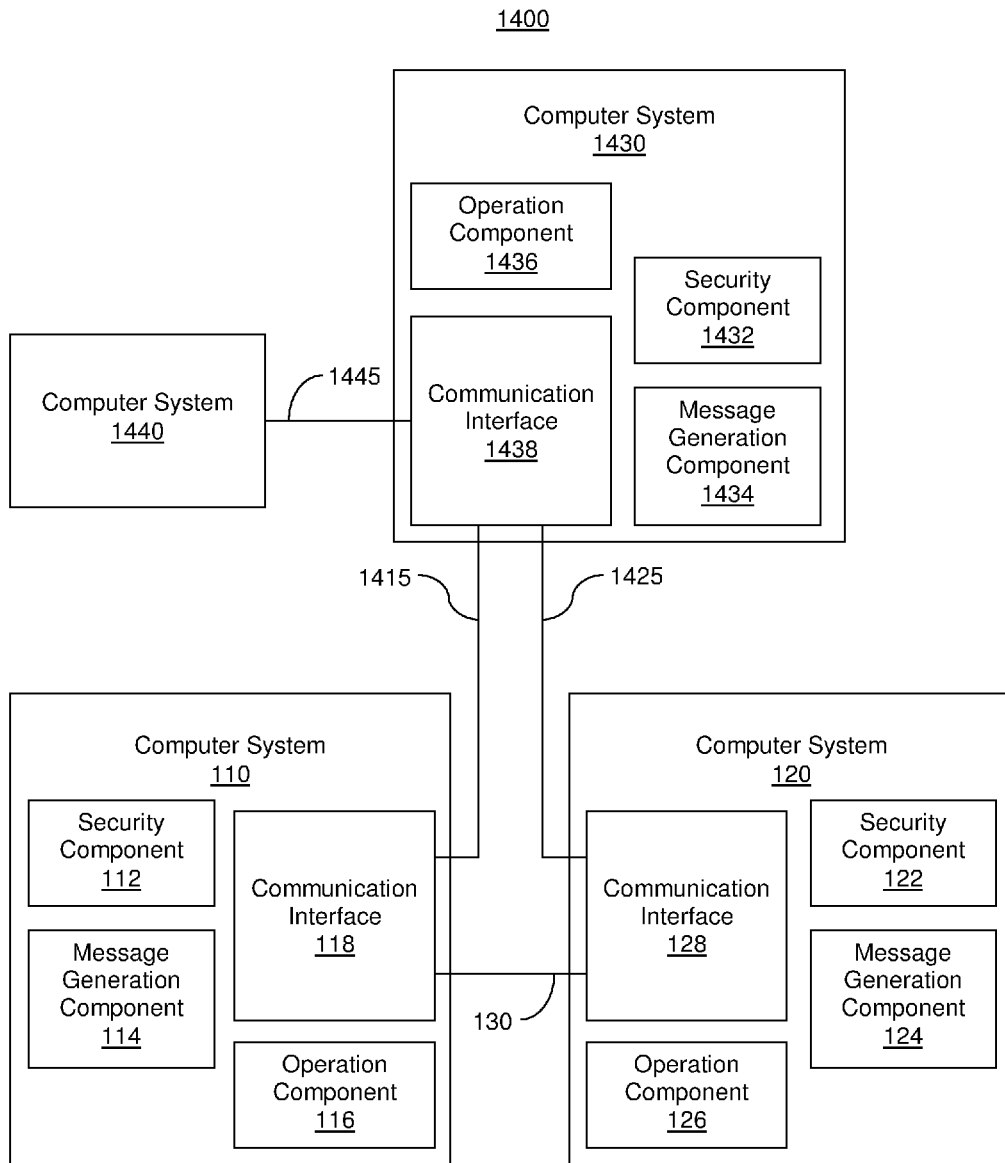 1400
Computer System
1430
Operation
Component
1436
Security
Component
1432
Communication
Interface
1438
Message
Generation
Component
1434
1445
Computer System
1440
1415
1425
Computer System
110
Security
Component
112
Communication
Interface
118
Message
Generation
Component
114
Operation
Component
116
130
Computer System
120
Communication
Interface
128
Security
Component
122
Message
Generation
Component
124
Operation
Component
126